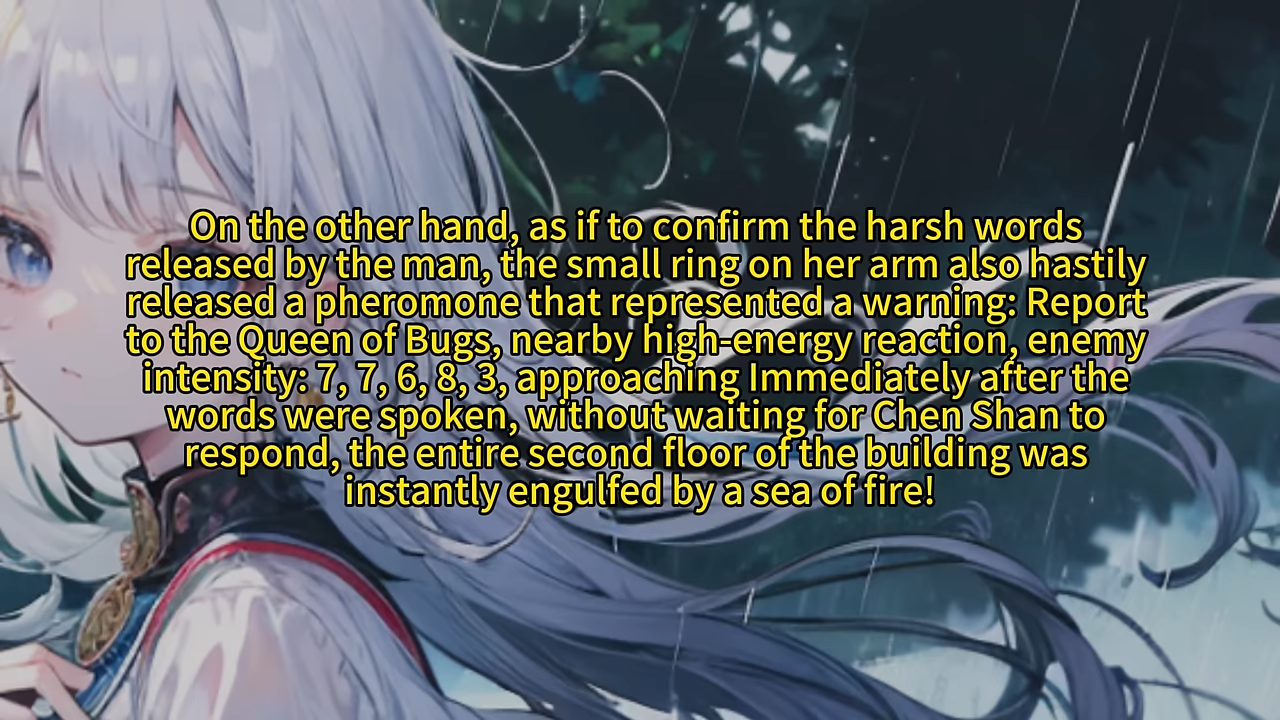 On the other hand, as if to confirm the harsh words
released by the man, the small ring on her arm also hastily
released a pheromone that represented a warning: Report
to the Queen of Bugs, nearby high-energy reaction, enemy
intensity: 7, 7, 6, 8, 3, approaching Immediately after the
words were spoken, without waiting for Chen Shan to
respond, the entire second floor of the building was
instantly engulfed by a sea of fire!